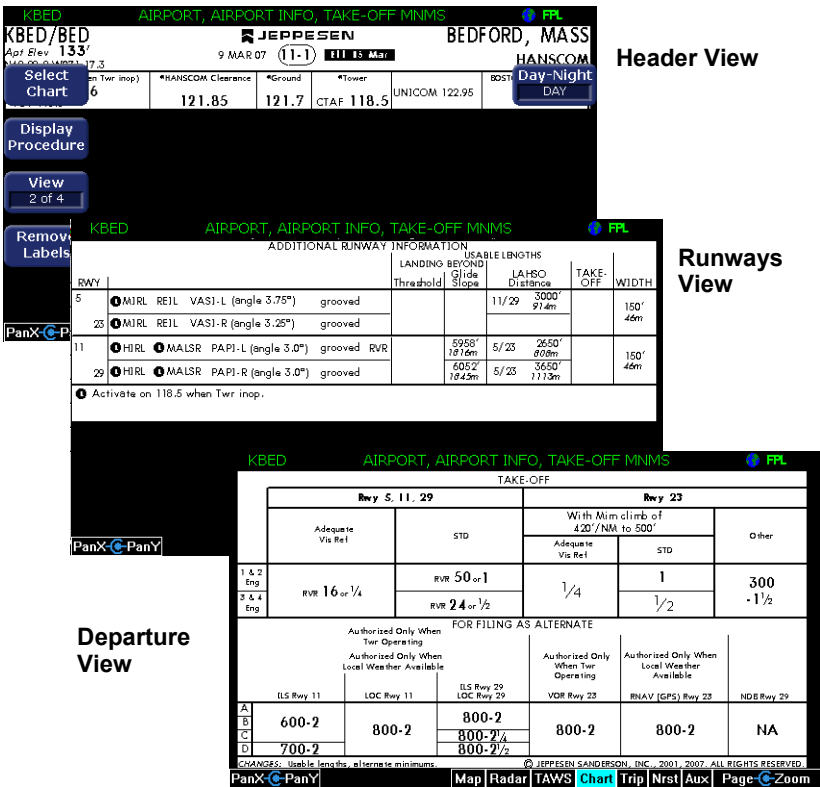 KBED AIRPORT, AIRPORT INFO, TAKE-OFF MNMS FPL
KBED/BED JEPPESEN BEDFORD, MASS
Apt Elev 133' 9 MAR 07 11-1 Eff 15 Mar HANSCOM
17.3
Select Chart
Twr inop) *HANSCOM Clearance *Ground *Tower BOST
6 121.85 121.7 CTAF 118.5 UNICOM 122.95
Day-Night
DAY
Header View
Display
Procedure
View
2 of 4
Remov
Labels
PanX P
KBED AIRPORT, AIRPORT INFO, TAKE-OFF MNMS FPL
ADDITIONAL RUNWAY INFORMATION
USABLE LENGTHS
LANDING BEYOND
RWY Threshold Glide Slope LAHSO Distance TAKE-OFF WIDTH
5 MIRL REIL VASI-L (angle 3.75°) grooved 11/29 3000' 914m 150' 46m
23 MIRL REIL VASI-R (angle 3.25°) grooved
11 HIRL MALSR PAPI-L (angle 3.0°) grooved RVR 5958' 1816m 5/23 2650' 808m 150' 46m
29 HIRL MALSR PAPI-R (angle 3.0°) grooved 6052' 1845m 5/23 3650' 1113m
Activate on 118.5 when Twr inop.
PanX PanY
Runways
View
KBED AIRPORT, AIRPORT INFO, TAKE-OFF MNMS FPL
TAKE-OFF
Rwy 5, 11, 29 Rwy 23
With Mim climb of
420'/NM to 500'
Adequate Vis Ref STD Adequate Vis Ref STD Other
1 & 2 Eng RVR 16 or 1/4 RVR 50 or 1 1/4 1 300 -1 1/2
3 & 4 Eng RVR 24 or 1/2 1/2
FOR FILING AS ALTERNATE
Authorized Only When
Twr Operating
Authorized Only When
Local Weather Available
Authorized Only When Twr Operating
Authorized Only When Local Weather Available
ILS Rwy 11 LOC Rwy 11 ILS Rwy 29 LOC Rwy 29 VOR Rwy 23 RNAV (GPS) Rwy 23 NDB Rwy 29
A
B 600-2 800-2 800-2 800-2 800-2 NA
C 800-2 1/4
D 700-2 800-2 1/2
CHANGES: Usable lengths, alternate minimums. © JEPPESEN SANDERSON, INC., 2001, 2007. ALL RIGHTS RESERVED.
PanX PanY Map Radar TAWS Chart Trip Nrst Aux Page Zoom
Departure
View